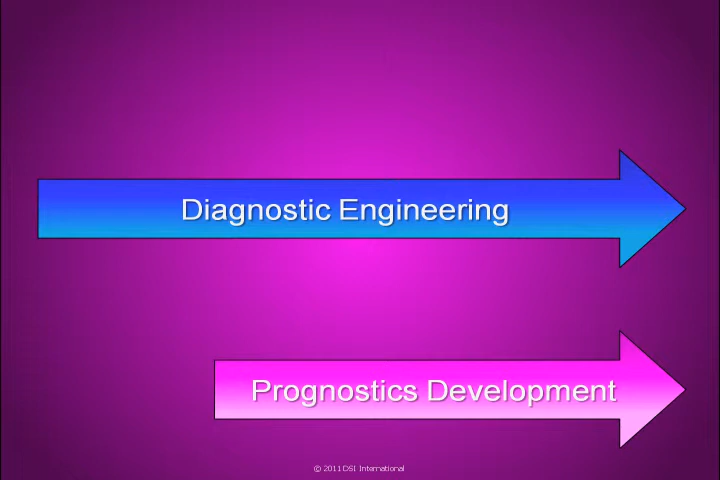 Diagnostic Engineering
Prognostics Development
© 2011 DSI International